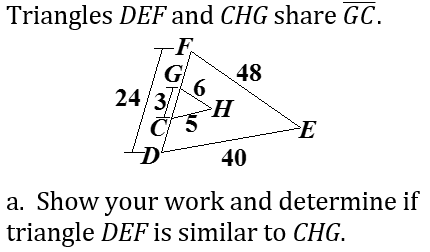 Triangles DEF and CHG share GC.
F
G
6
48
24
3
H
C
5
E
D
40
a. Show your work and determine if
triangle DEF is similar to CHG.